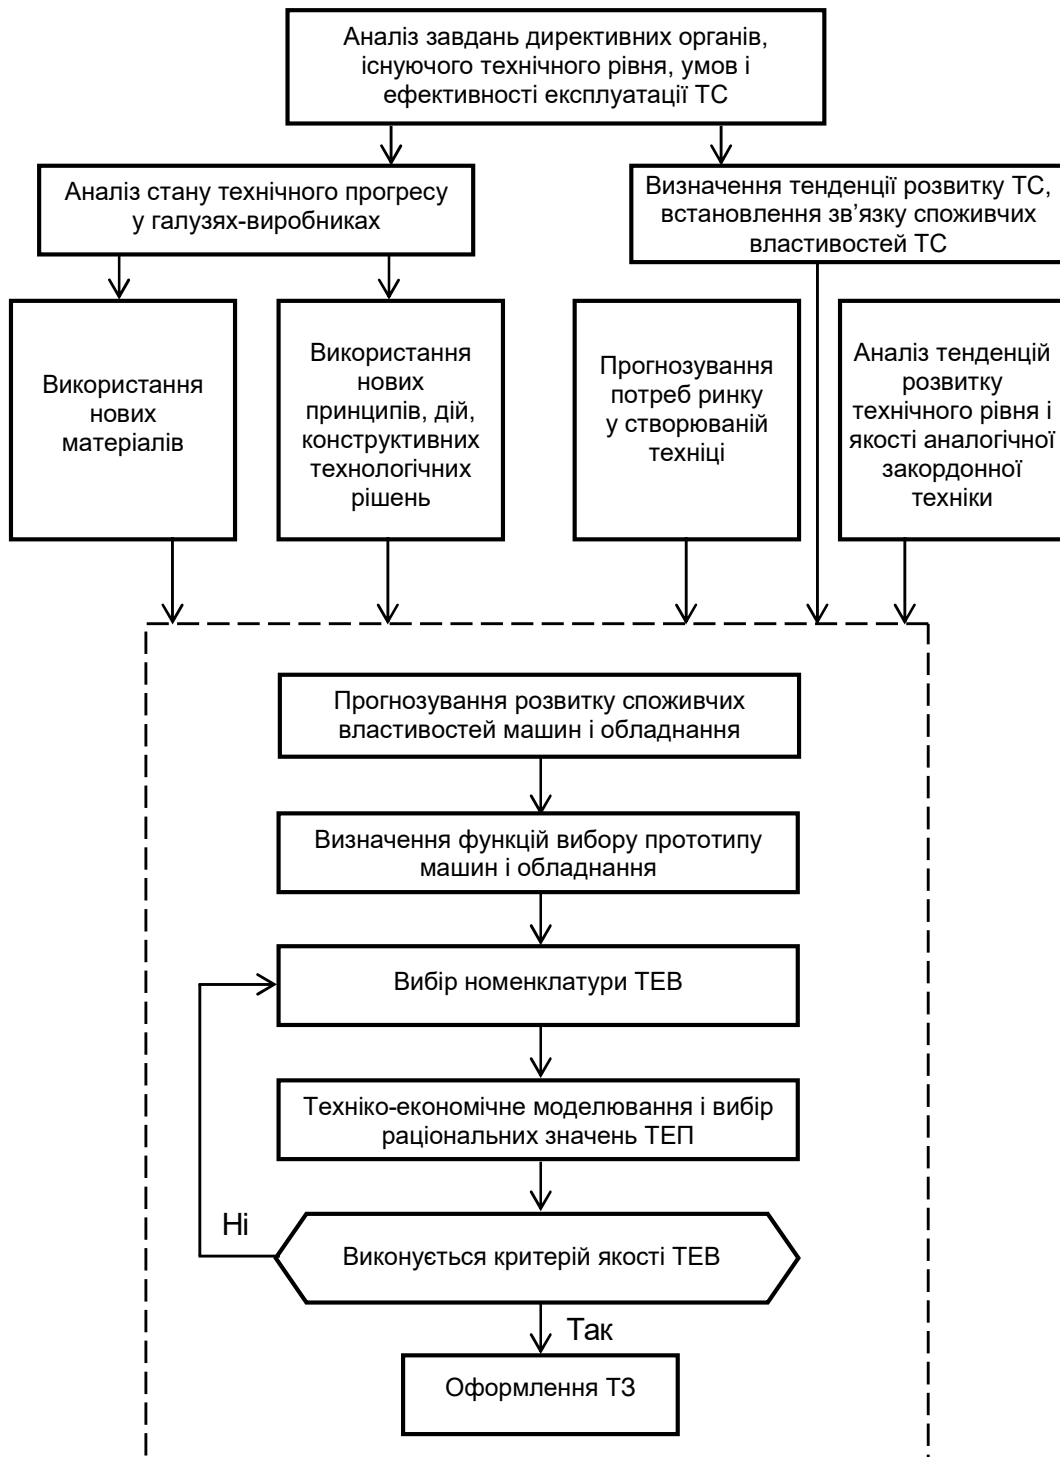 Аналіз завдань директивних органів,
існуючого технічного рівня, умов і
ефективності експлуатації ТС
Аналіз стану технічного прогресу
у галузях-виробниках
Визначення тенденції розвитку ТС,
встановлення зв’язку споживчих
властивостей ТС
Використання
нових
матеріалів
Використання
нових
принципів, дій,
конструктивних
технологічних
рішень
Прогнозування
потреб ринку
у створюваній
техніці
Аналіз тенденцій
розвитку
технічного рівня і
якості аналогічної
закордонної
техніки
Прогнозування розвитку споживчих
властивостей машин і обладнання
Визначення функцій вибору прототипу
машин і обладнання
Вибір номенклатури ТЕВ
Техніко-економічне моделювання і вибір
раціональних значень ТЕП
Ні
Виконується критерій якості ТЕВ
Так
Оформлення ТЗ